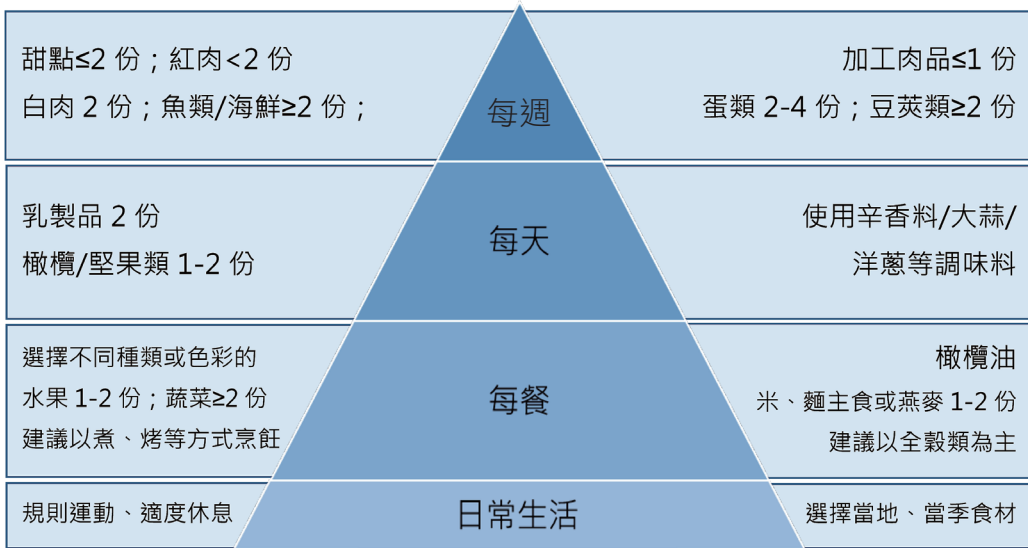 甜點≤2 份；紅肉<2 份
白肉 2 份；魚類/海鮮≥2 份；
每週
加工肉品≤1 份
蛋類 2-4 份；豆莢類≥2 份
乳製品 2 份
橄欖/堅果類 1-2 份
每天
使用辛香料/大蒜/
洋蔥等調味料
選擇不同種類或色彩的
水果 1-2 份；蔬菜≥2 份
建議以煮、烤等方式烹飪
每餐
橄欖油
米、麵主食或燕麥 1-2 份
建議以全穀類為主
規則運動、適度休息
日常生活
選擇當地、當季食材